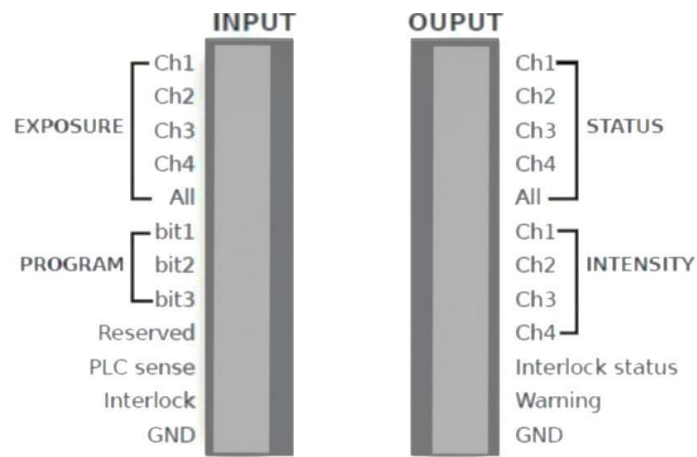 INPUT
EXPOSURE
Ch1
Ch2
Ch3
Ch4
All
PROGRAM
bit1
bit2
bit3
Reserved
PLC sense
Interlock
GND
OUPUT
Ch1
Ch2
Ch3
Ch4
All
STATUS
Ch1
Ch2
Ch3
Ch4
INTENSITY
Interlock status
Warning
GND